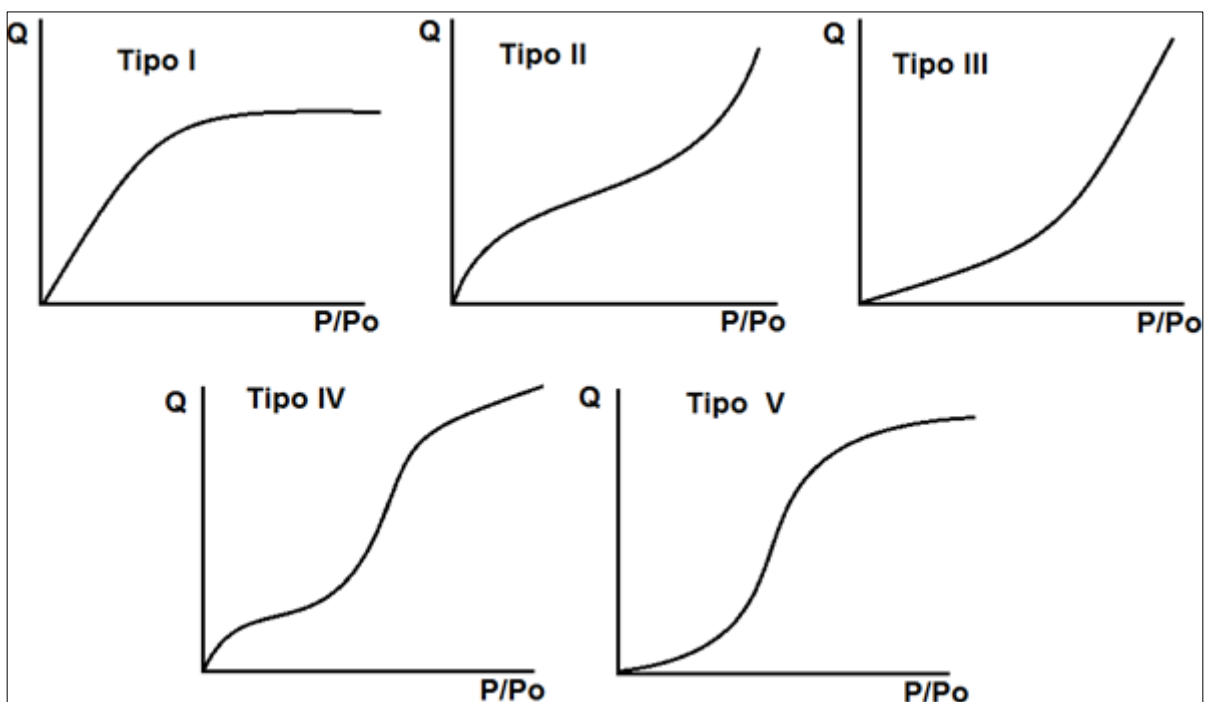 Q
Tipo I
P/Po
Q
Tipo II
P/Po
Q
Tipo III
P/Po
Q
Tipo IV
P/Po
Q
Tipo V
P/Po